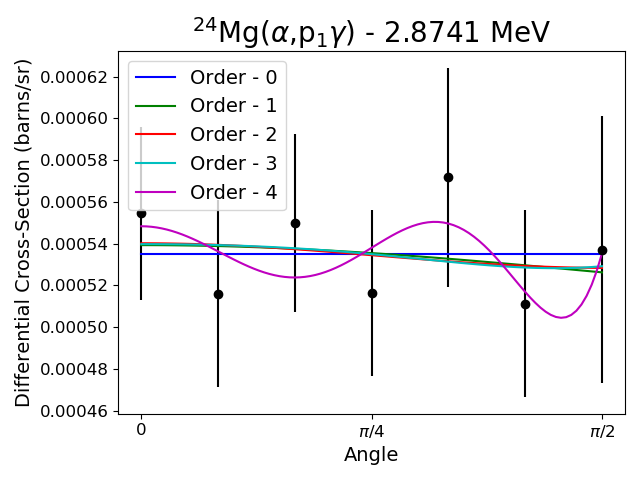 ²⁴Mg(α,p₁γ) - 2.8741 MeV
Differential Cross-Section (barns/sr)
0.00062
0.00060
0.00058
0.00056
0.00054
0.00052
0.00050
0.00048
0.00046
Order - 0
Order - 1
Order - 2
Order - 3
Order - 4
0 π/4 π/2
Angle